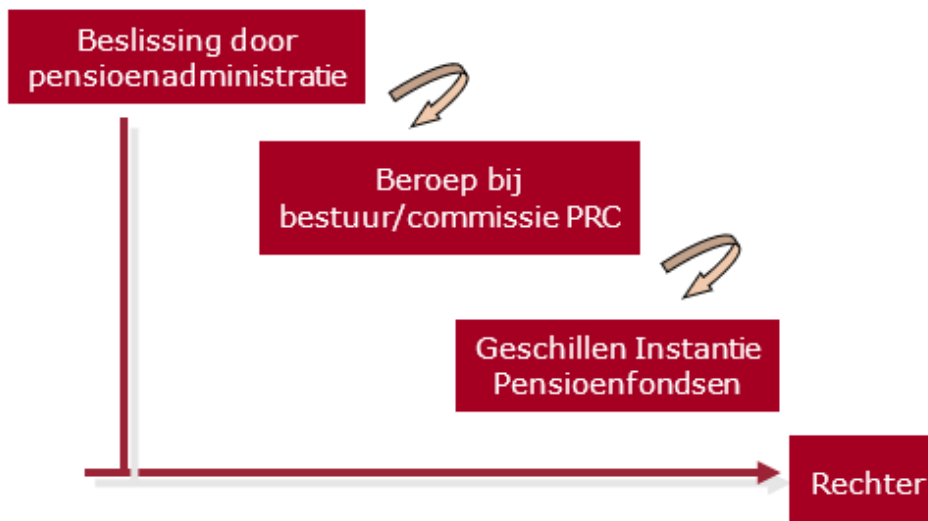 Beslissing door
pensioenadministratie
Beroep bij
bestuur/commissie PRC
Geschillen Instantie
Pensioenfondsen
Rechter